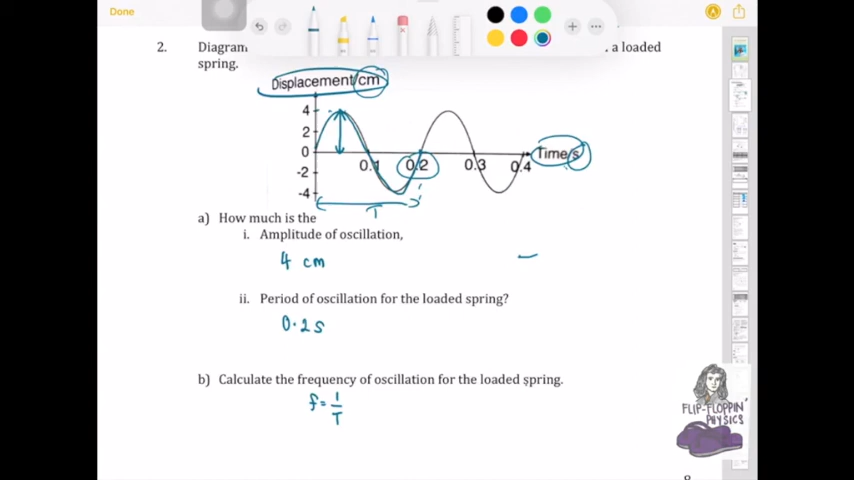 Done
2. Diagram a loaded
spring.
Displacement/cm
4
2
0
-2
-4
0.1 0.2 0.3 0.4 Time/s
T
a) How much is the
i. Amplitude of oscillation,
4 cm
ii. Period of oscillation for the loaded spring?
0.2s
b) Calculate the frequency of oscillation for the loaded spring.
f = 1
T
FLIP-FLOPPIN'
PHYSICS
8